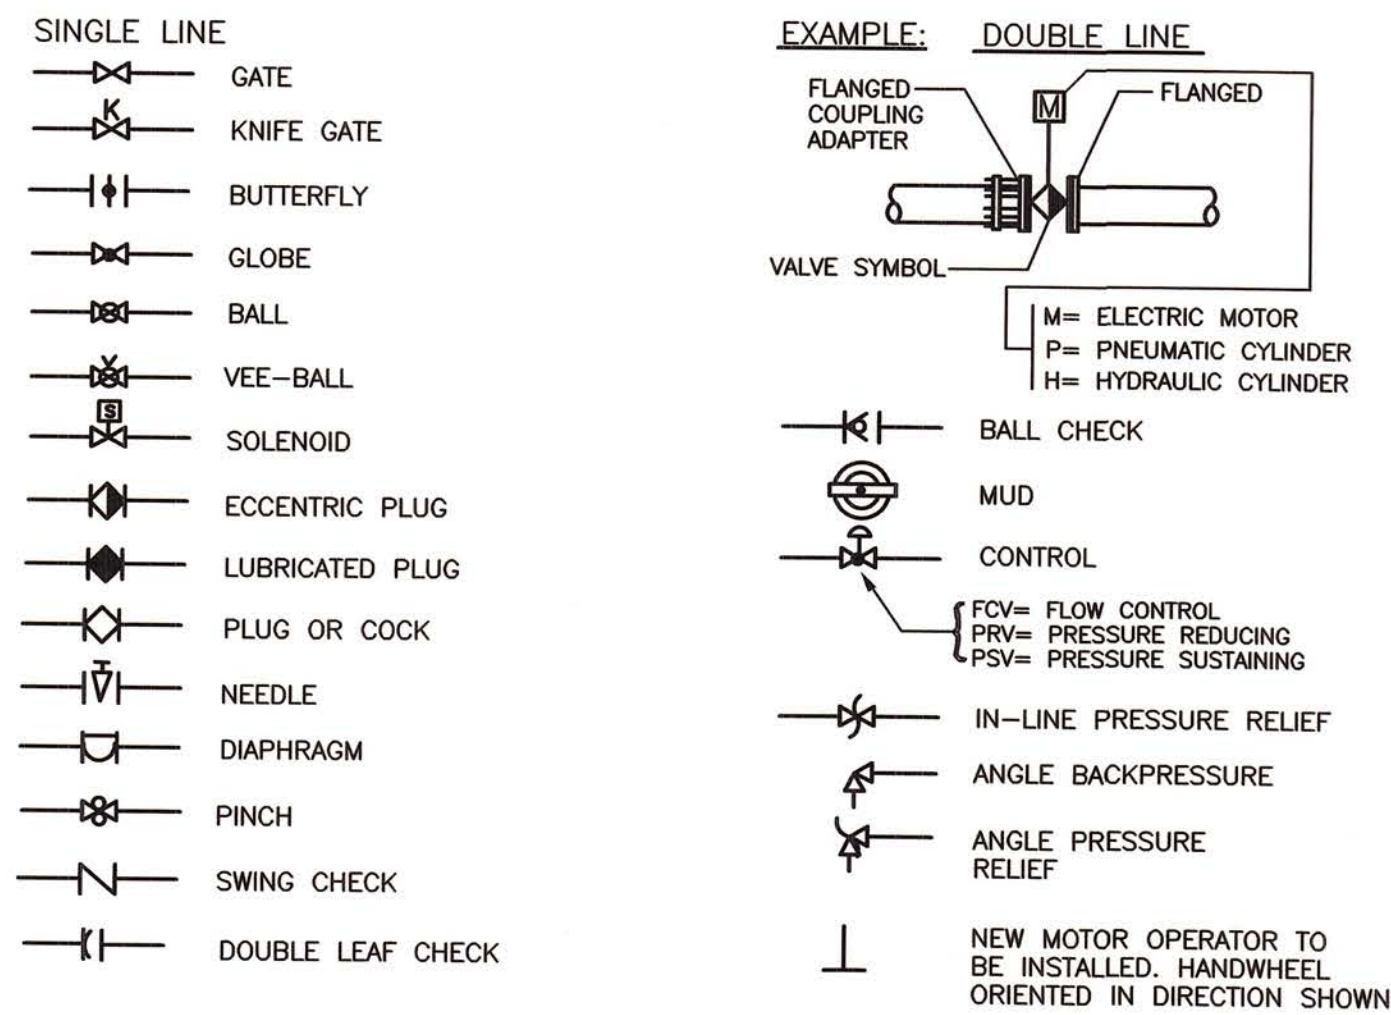 SINGLE LINE
GATE
K
KNIFE GATE
BUTTERFLY
GLOBE
BALL
V
VEE-BALL
S
SOLENOID
ECCENTRIC PLUG
LUBRICATED PLUG
PLUG OR COCK
NEEDLE
DIAPHRAGM
PINCH
SWING CHECK
DOUBLE LEAF CHECK
EXAMPLE: DOUBLE LINE
FLANGED
COUPLING
ADAPTER
M
FLANGED
VALVE SYMBOL
M= ELECTRIC MOTOR
P= PNEUMATIC CYLINDER
H= HYDRAULIC CYLINDER
BALL CHECK
MUD
CONTROL
FCV= FLOW CONTROL
PRV= PRESSURE REDUCING
PSV= PRESSURE SUSTAINING
IN-LINE PRESSURE RELIEF
ANGLE BACKPRESSURE
ANGLE PRESSURE
RELIEF
NEW MOTOR OPERATOR TO
BE INSTALLED. HANDWHEEL
ORIENTED IN DIRECTION SHOWN